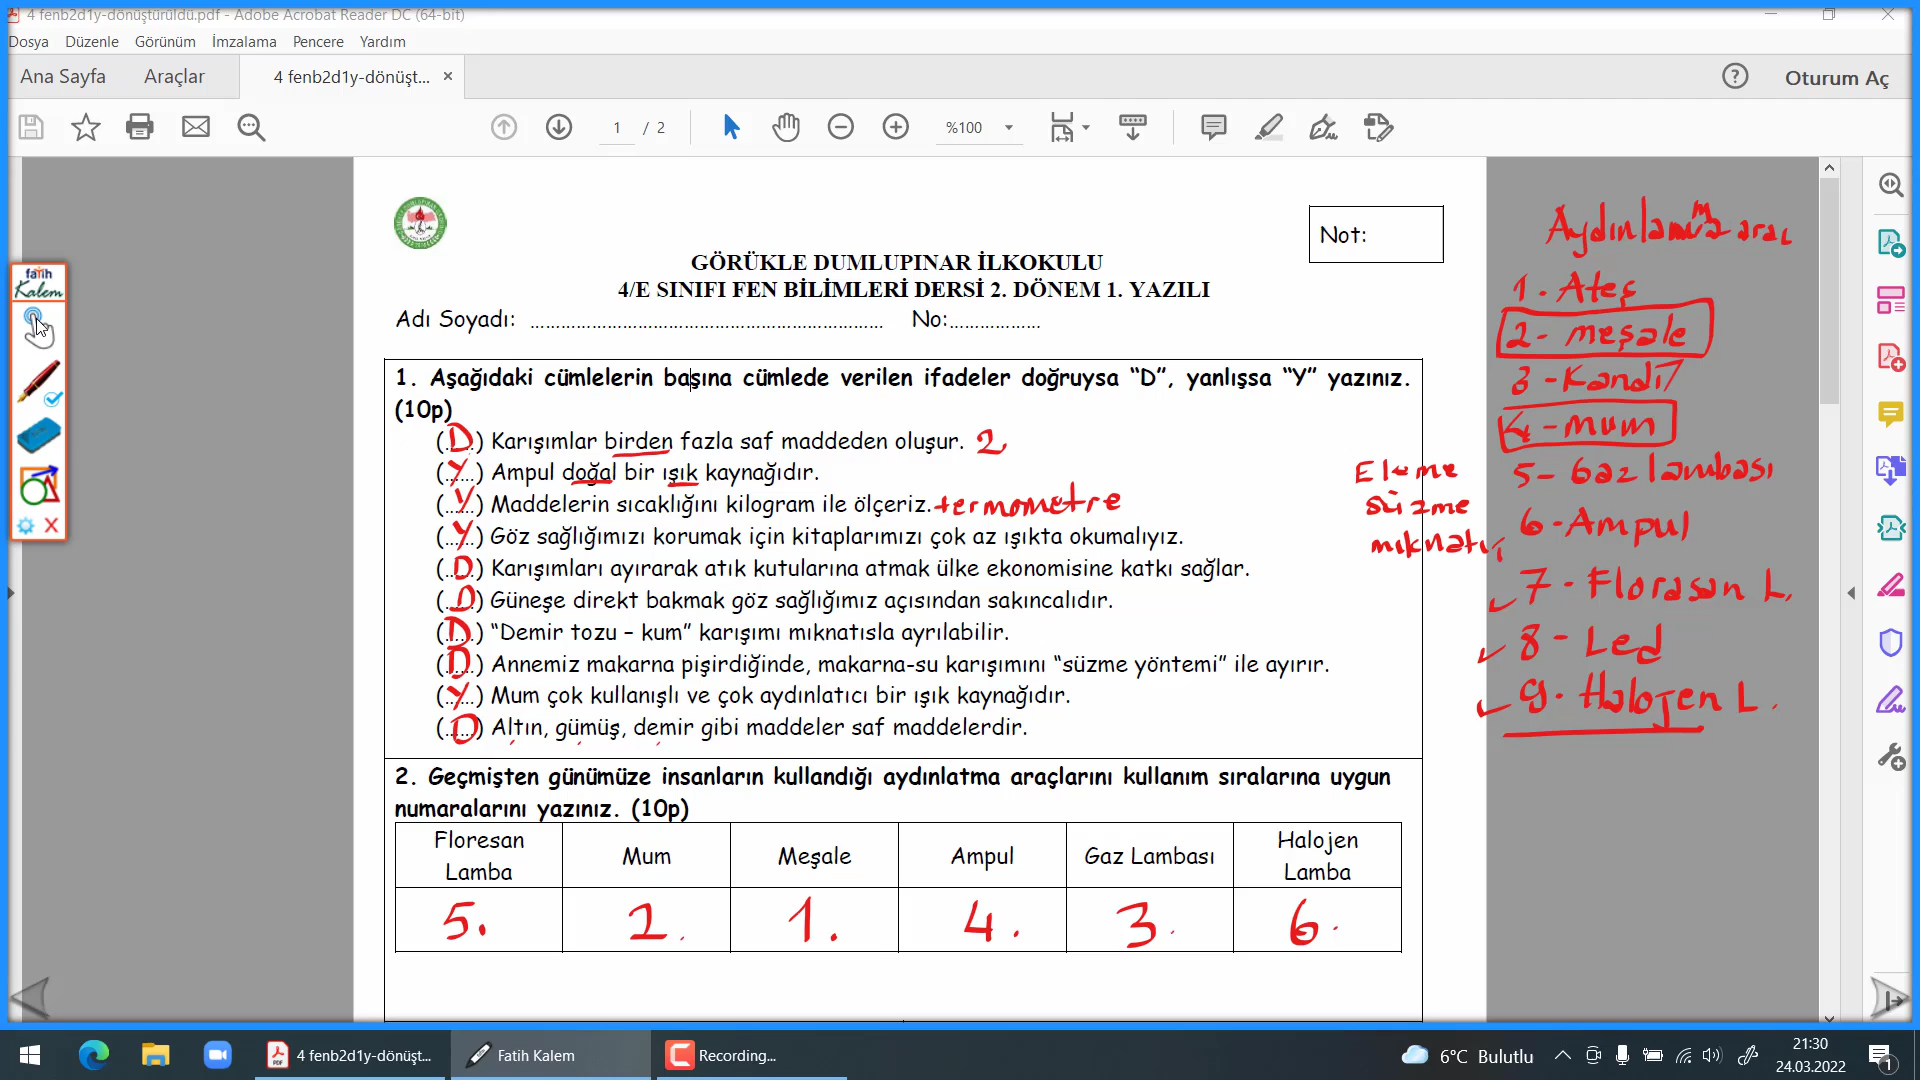 4 fenb2d1y-dönüştürüldü.pdf - Adobe Acrobat Reader DC (64-bit)
Dosya Düzenle Görünüm İmzalama Pencere Yardım
Ana Sayfa Araçlar 4 fenb2d1y-dönüşt... × Oturum Aç
1 / 2 %100
fatih
Kalem
Not:
GÖRÜKLE DUMLUPINAR İLKOKULU
4/E SINIFI FEN BİLİMLERİ DERSİ 2. DÖNEM 1. YAZILI
Adı Soyadı: ........................................................................ No:...................
1. Aşağıdaki cümlelerin başına cümlede verilen ifadeler doğruysa “D”, yanlışsa “Y” yazınız.
(10p)
(..D..) Karışımlar birden fazla saf maddeden oluşur. 2
(..Y..) Ampul doğal bir ışık kaynağıdır.
(..Y..) Maddelerin sıcaklığını kilogram ile ölçeriz. termometre
(..Y..) Göz sağlığımızı korumak için kitaplarımızı çok az ışıkta okumalıyız.
(..D..) Karışımları ayırarak atık kutularına atmak ülke ekonomisine katkı sağlar.
(..D..) Güneşe direkt bakmak göz sağlığımız açısından sakıncalıdır.
(..D..) “Demir tozu – kum” karışımı mıknatısla ayrılabilir.
(..D..) Annemiz makarna pişirdiğinde, makarna-su karışımını “süzme yöntemi” ile ayırır.
(..Y..) Mum çok kullanışlı ve çok aydınlatıcı bir ışık kaynağıdır.
(..D..) Altın, gümüş, demir gibi maddeler saf maddelerdir.
2. Geçmişten günümüze insanların kullandığı aydınlatma araçlarını kullanım sıralarına uygun
numaralarını yazınız. (10p)
Floresan Lamba Mum Meşale Ampul Gaz Lambası Halojen Lamba
5. 2. 1. 4. 3. 6.
Eleme
süzme
1- Ateş
2- meşale
3 - Kandil
4 - mum
5- Gaz lambası
6-Ampul
7- Florasan L.
8 - Led
9. Halojen L.
4 fenb2d1y-dönüşt... Fatih Kalem Recording...
6°C Bulutlu
21:30
24.03.2022
1